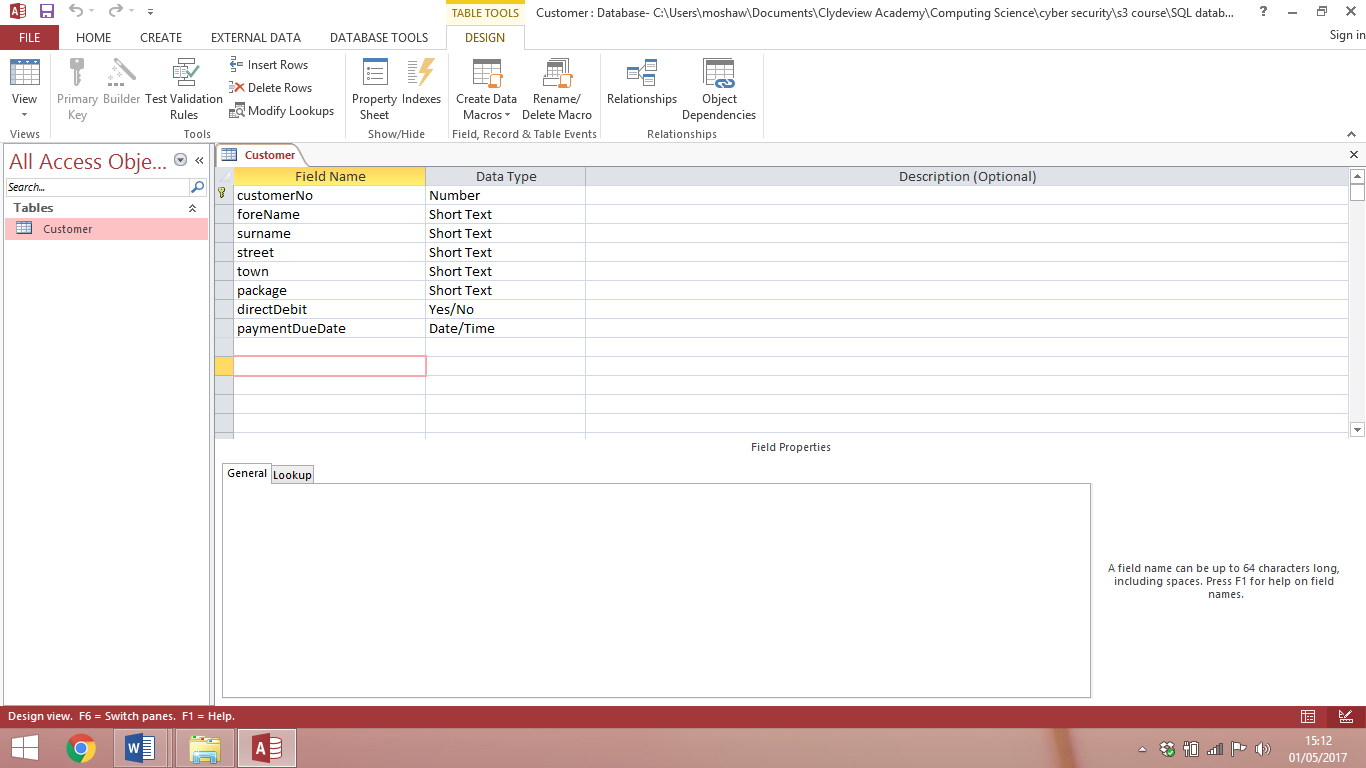 TABLE TOOLS
Customer : Database- C:\Users\moshaw\Documents\Clydeview Academy\Computing Science\cyber security\s3 course\SQL datab...
FILE HOME CREATE EXTERNAL DATA DATABASE TOOLS DESIGN
Sign in
View
Views
Primary Key
Builder
Test Validation Rules
Insert Rows
Delete Rows
Modify Lookups
Tools
Property Sheet
Indexes
Show/Hide
Create Data Macros
Rename/ Delete Macro
Field, Record & Table Events
Relationships
Object Dependencies
Relationships
All Access Obje...
Search...
Tables
Customer
Customer
Field Name Data Type Description (Optional)
customerNo Number
foreName Short Text
surname Short Text
street Short Text
town Short Text
package Short Text
directDebit Yes/No
paymentDueDate Date/Time
Field Properties
General Lookup
A field name can be up to 64 characters long,
including spaces. Press F1 for help on field
names.
Design view. F6 = Switch panes. F1 = Help.
15:12
01/05/2017